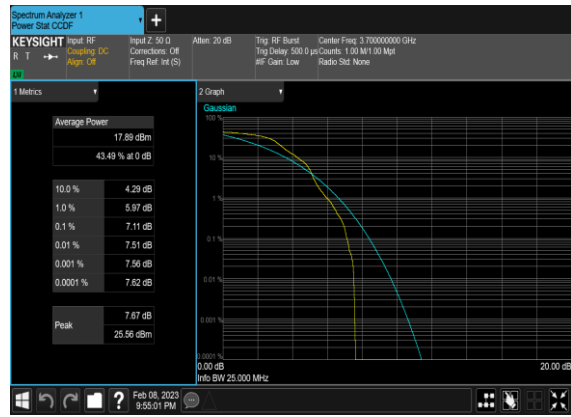 Spectrum Analyzer 1
Power Stat CCDF
+
KEYSIGHT Input: RF
R T Coupling: DC
Align: Off
Input Z: 50 Ω
Corrections: Off
Freq Ref: Int (S)
Atten: 20 dB
Trig: RF Burst
Trig Delay: 500.0 µs
#IF Gain: Low
Center Freq: 3.700000000 GHz
Counts: 1.00 M/1.00 Mpt
Radio Std: None
LW
1 Metrics
Average Power
17.89 dBm
43.49 % at 0 dB
10.0 % 4.29 dB
1.0 % 5.97 dB
0.1 % 7.11 dB
0.01 % 7.51 dB
0.001 % 7.56 dB
0.0001 % 7.62 dB
Peak 7.67 dB
25.56 dBm
2 Graph
Gaussian
100 %
10 %
1 %
0.1 %
0.01 %
0.001 %
0.0001 %
0.00 dB 20.00 dB
Info BW 25.000 MHz
?
Feb 08, 2023
9:55:01 PM